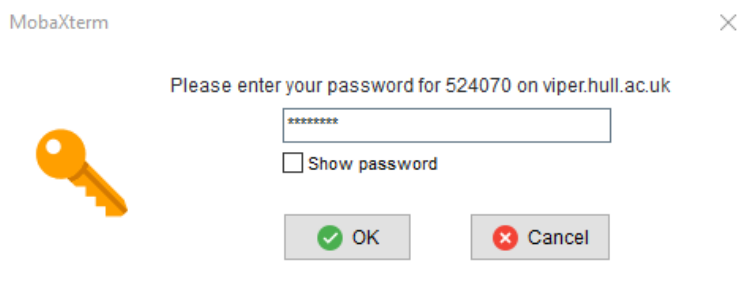 MobaXterm
Please enter your password for 524070 on viper.hull.ac.uk
********
Show password
OK
Cancel